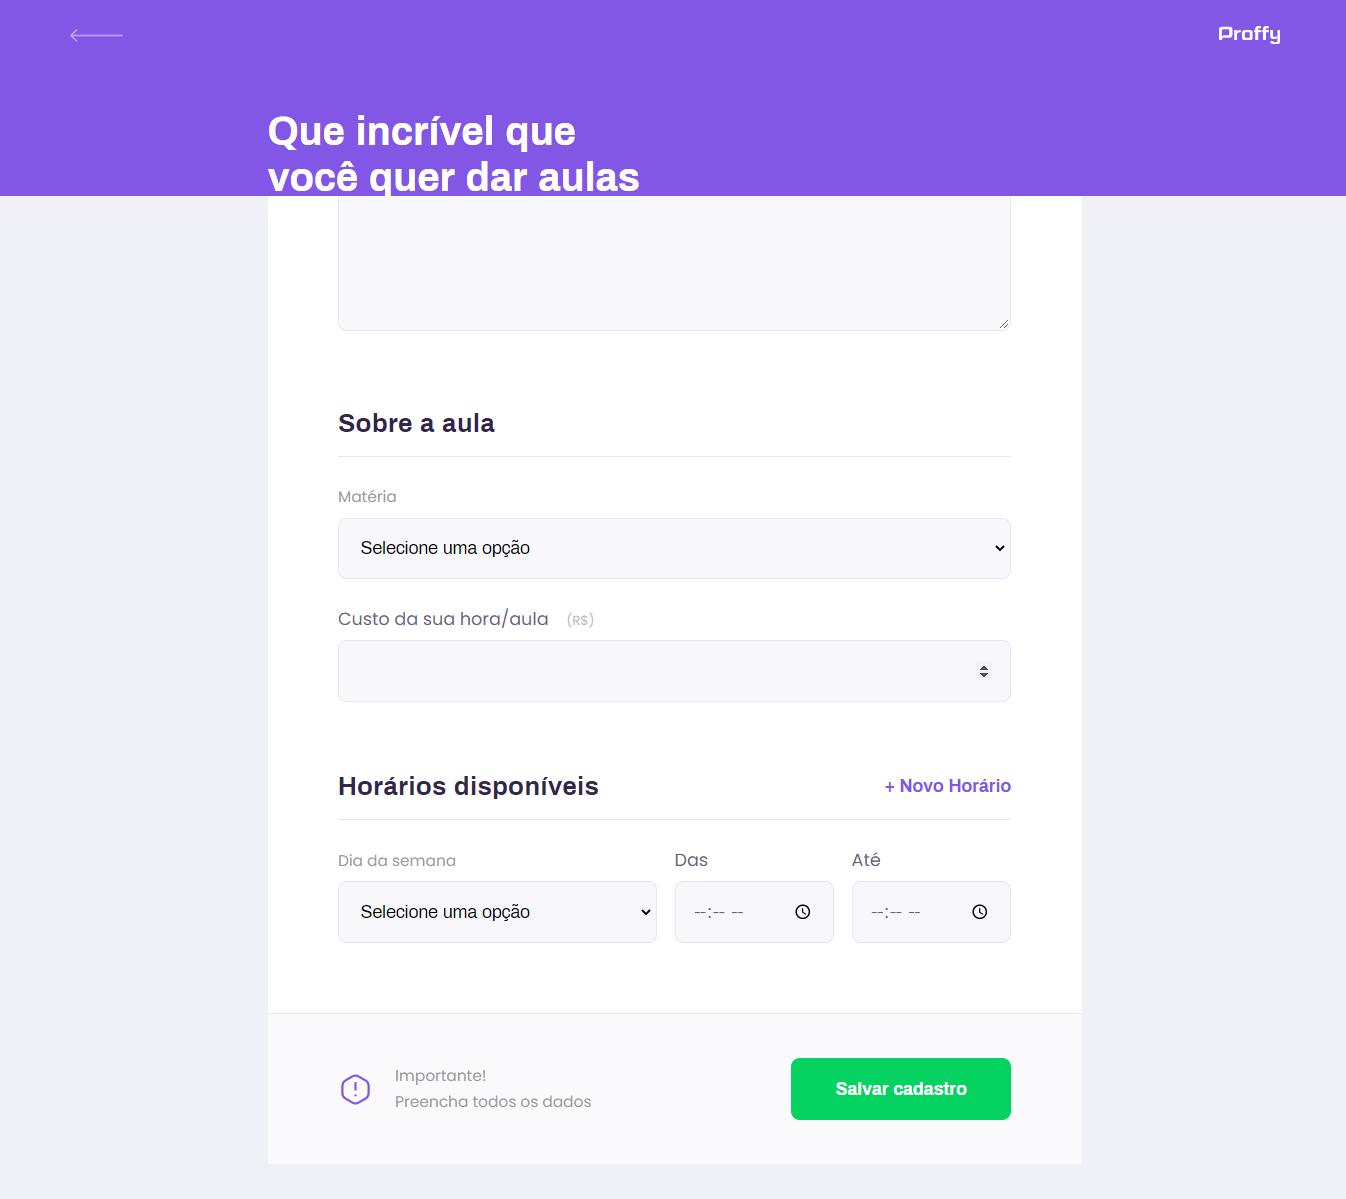 Proffy
Que incrível que
você quer dar aulas
Sobre a aula
Matéria
Selecione uma opção
Custo da sua hora/aula (R$)
Horários disponíveis + Novo Horário
Dia da semana Das Até
Selecione uma opção --:-- -- --:-- --
Importante!
Preencha todos os dados
Salvar cadastro